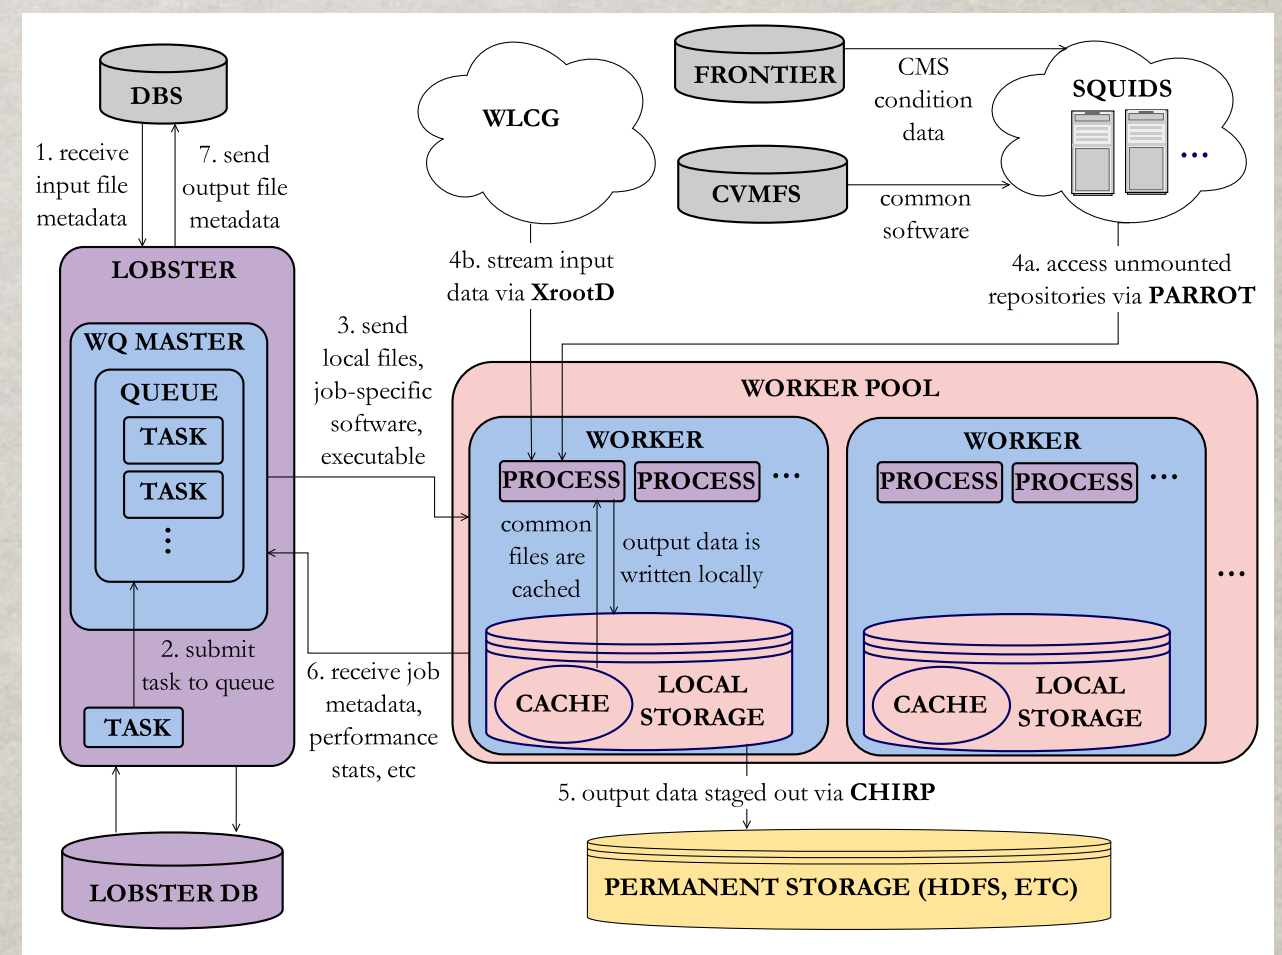 DBS
1. receive
input file
metadata
7. send
output file
metadata
WLCG
FRONTIER
CMS
condition
data
CVMFS
common
software
SQUIDS
...
4b. stream input
data via XrootD
4a. access unmounted
repositories via PARROT
LOBSTER
WQ MASTER
QUEUE
TASK
TASK
...
2. submit
task to queue
TASK
LOBSTER DB
3. send
local files,
job-specific
software,
executable
6. receive job
metadata,
performance
stats, etc
WORKER POOL
WORKER
PROCESS
PROCESS
...
common
files are
cached
output data is
written locally
CACHE
LOCAL
STORAGE
WORKER
PROCESS
PROCESS
...
CACHE
LOCAL
STORAGE
...
5. output data staged out via CHIRP
PERMANENT STORAGE (HDFS, ETC)